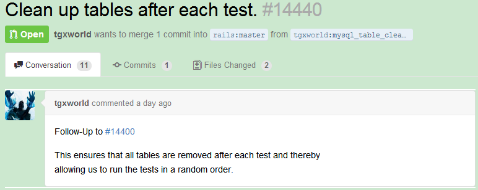 Clean up tables after each test. #14440
Open tgxworld wants to merge 1 commit into rails:master from tgxworld:mysql_table_clea…
Conversation 11 Commits 1 Files Changed 2
tgxworld commented a day ago
Follow-Up to #14400
This ensures that all tables are removed after each test and thereby
allowing us to run the tests in a random order.